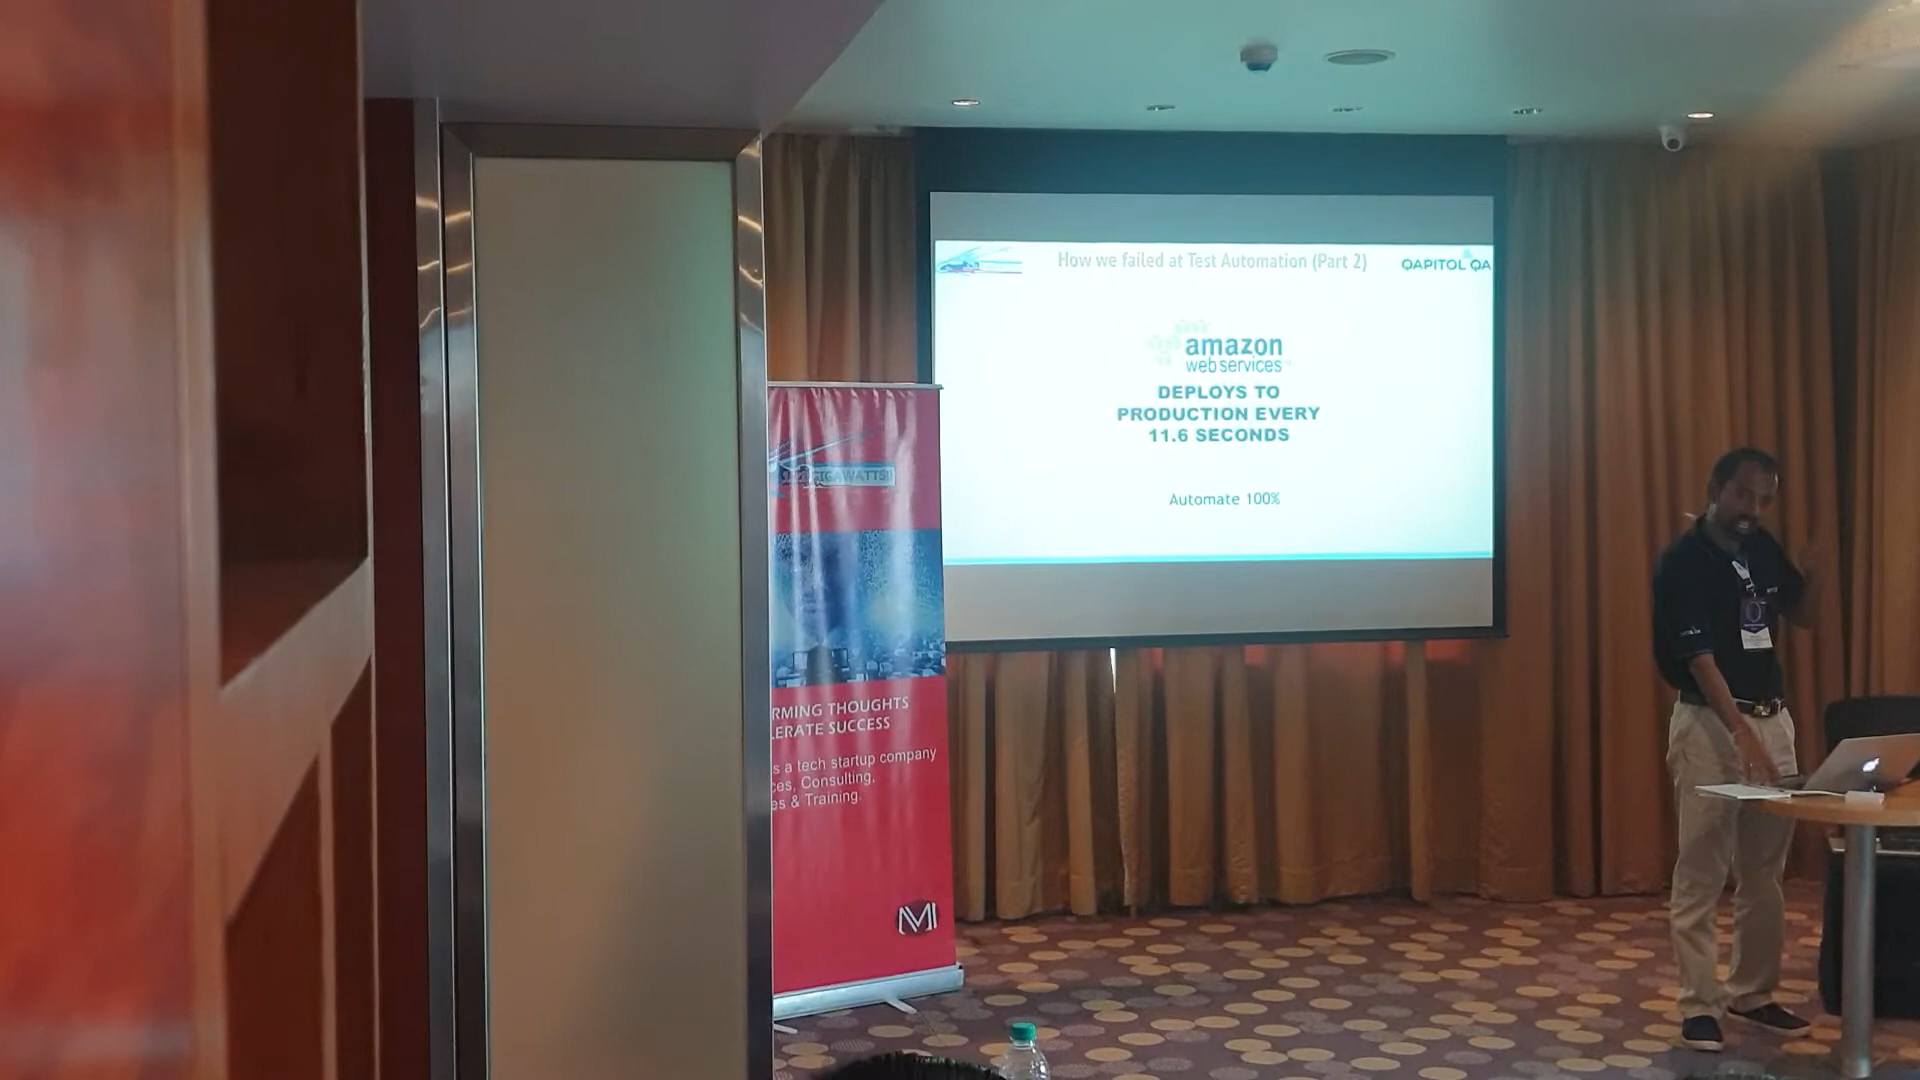 How we failed at Test Automation (Part 2)
QAPITOL QA
amazon
web services
DEPLOYS TO
PRODUCTION EVERY
11.6 SECONDS
Automate 100%
GIGAWATTS
RMING THOUGHTS
LERATE SUCCESS
s a tech startup company
ces, Consulting,
es & Training.